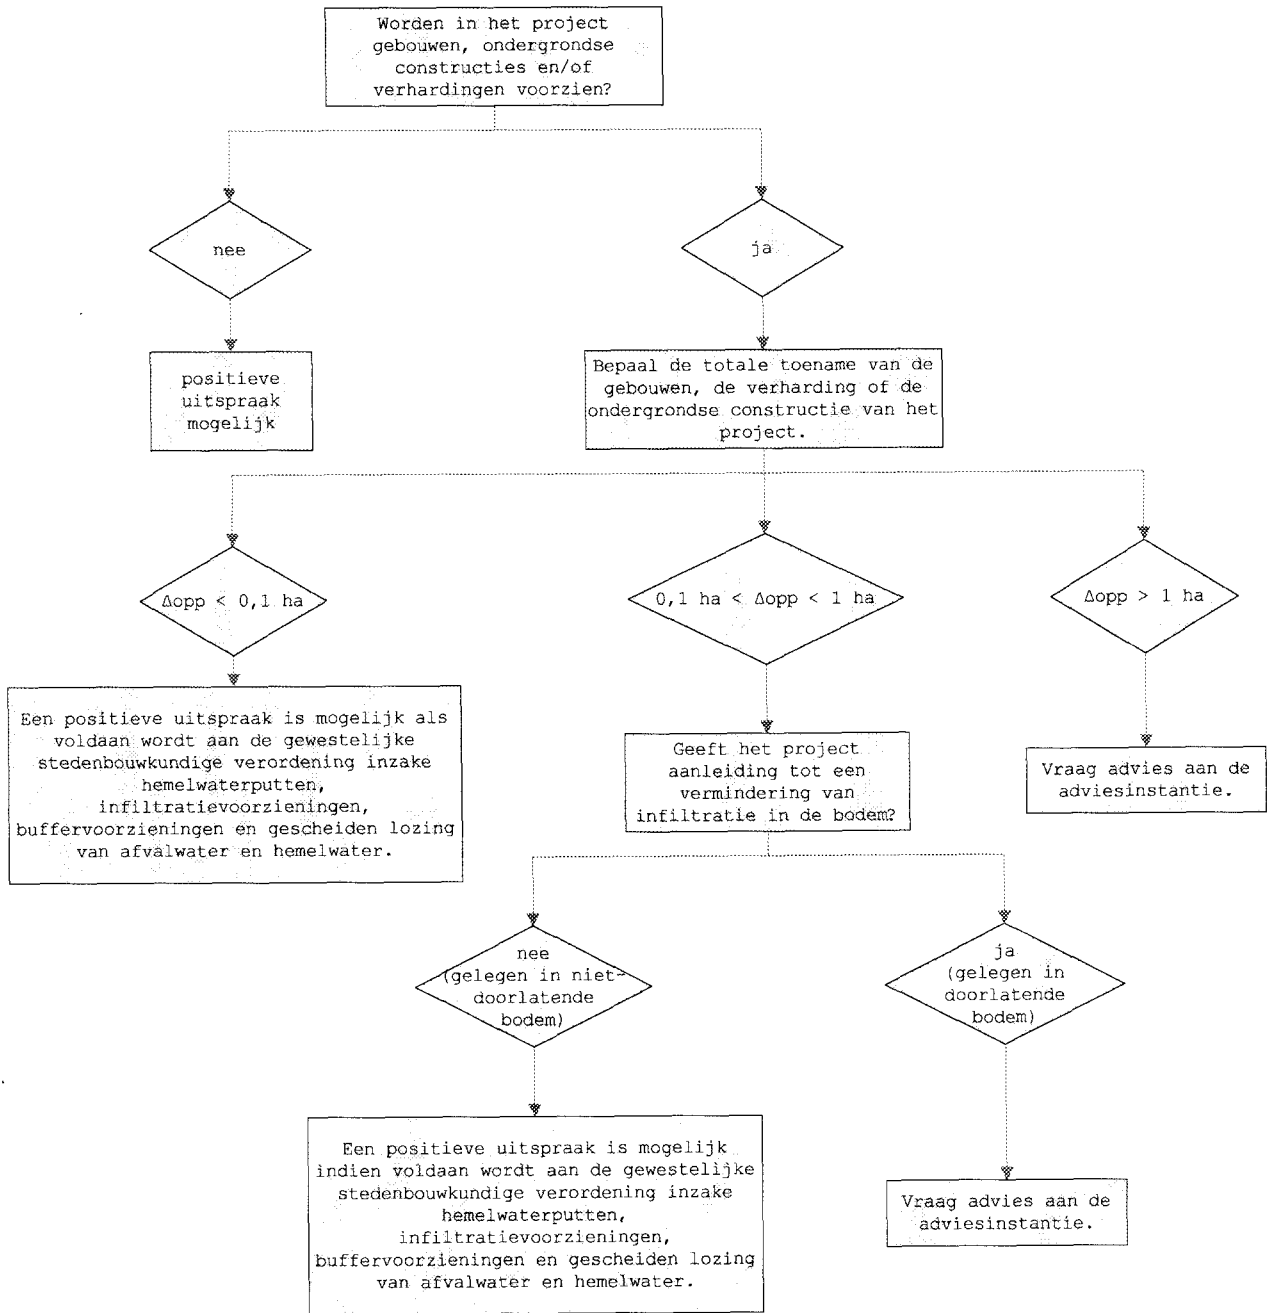 Worden in het project
gebouwen, ondergrondse
constructies en/of
verhardingen voorzien?
nee
ja
positieve
uitspraak
mogelijk
Bepaal de totale toename van de
gebouwen, de verharding of de
ondergrondse constructie van het
project.
Δopp < 0,1 ha
0,1 ha < Δopp < 1 ha
Δopp > 1 ha
Een positieve uitspraak is mogelijk als
voldaan wordt aan de gewestelijke
stedenbouwkundige verordening inzake
hemelwaterputten,
infiltratievoorzieningen,
buffervoorzieningen en gescheiden lozing
van afvalwater en hemelwater.
Geeft het project
aanleiding tot een
vermindering van
infiltratie in de bodem?
Vraag advies aan de
adviesinstantie.
nee
(gelegen in niet-
doorlatende
bodem)
ja
(gelegen in
doorlatende
bodem)
Een positieve uitspraak is mogelijk
indien voldaan wordt aan de gewestelijke
stedenbouwkundige verordening inzake
hemelwaterputten,
infiltratievoorzieningen,
buffervoorzieningen en gescheiden lozing
van afvalwater en hemelwater.
Vraag advies aan de
adviesinstantie.